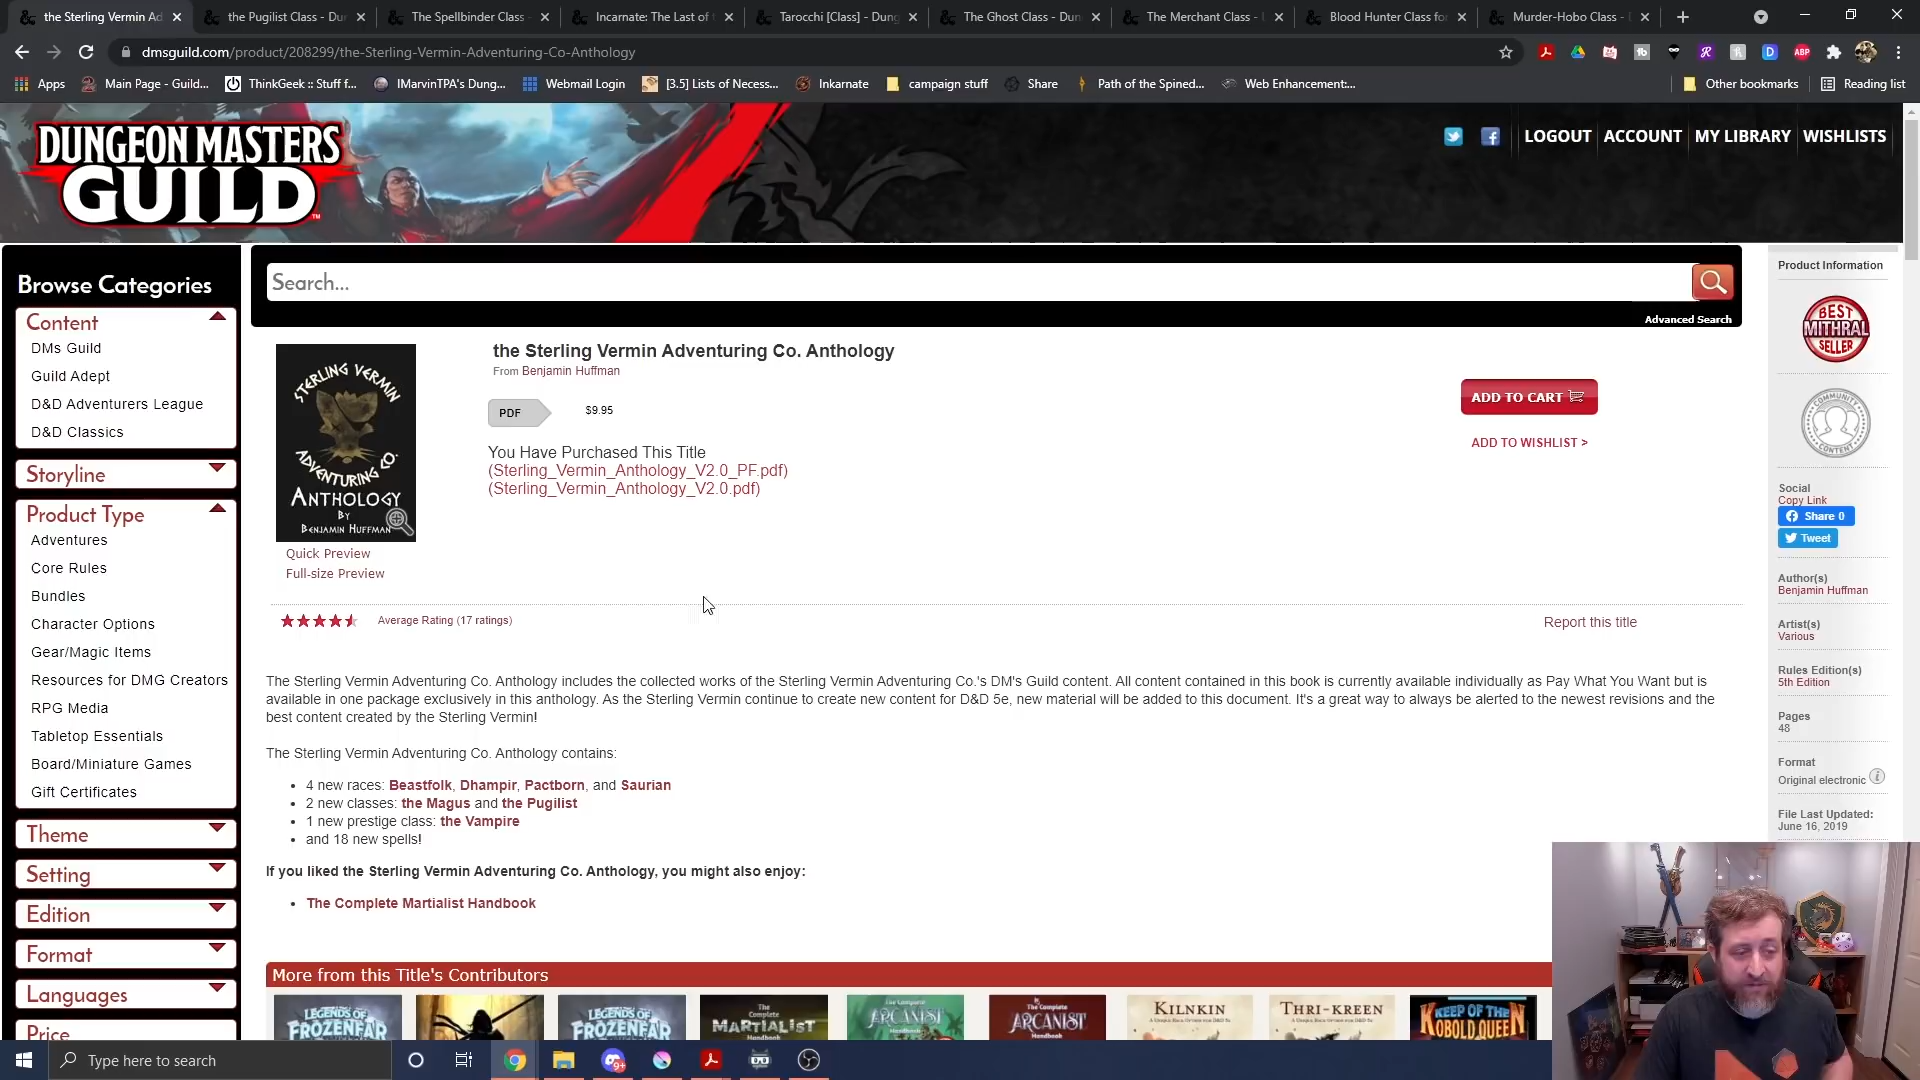 the Sterling Vermin Ad
the Pugilist Class - Du
The Spellbinder Class
Incarnate: The Last of
Tarocchi [Class] - Dung
The Ghost Class - Dun
The Merchant Class -
Blood Hunter Class fo
Murder-Hobo Class -
dmsguild.com/product/208299/the-Sterling-Vermin-Adventuring-Co-Anthology
Apps
Main Page - Guild...
ThinkGeek :: Stuff f...
IMarvinTPA's Dung...
Webmail Login
[3.5] Lists of Necess...
Inkarnate
campaign stuff
Share
Path of the Spined...
Web Enhancement...
Other bookmarks
Reading list
DUNGEON MASTERS
GUILD
LOGOUT
ACCOUNT
MY LIBRARY
WISHLISTS
Browse Categories
Content
DMs Guild
Guild Adept
D&D Adventurers League
D&D Classics
Storyline
Product Type
Adventures
Core Rules
Bundles
Character Options
Gear/Magic Items
Resources for DMG Creators
RPG Media
Tabletop Essentials
Board/Miniature Games
Gift Certificates
Theme
Setting
Edition
Format
Languages
Price
Search...
Advanced Search
STERLING VERMIN
ADVENTURING CO.
ANTHOLOGY
BY
BENJAMIN HUFFMAN
Quick Preview
Full-size Preview
the Sterling Vermin Adventuring Co. Anthology
From Benjamin Huffman
PDF
$9.95
You Have Purchased This Title
(Sterling_Vermin_Anthology_V2.0_PF.pdf)
(Sterling_Vermin_Anthology_V2.0.pdf)
ADD TO CART
ADD TO WISHLIST >
Average Rating (17 ratings)
Report this title
The Sterling Vermin Adventuring Co. Anthology includes the collected works of the Sterling Vermin Adventuring Co.'s DM's Guild content. All content contained in this book is currently available individually as Pay What You Want but is
available in one package exclusively in this anthology. As the Sterling Vermin continue to create new content for D&D 5e, new material will be added to this document. It's a great way to always be alerted to the newest revisions and the
best content created by the Sterling Vermin!
The Sterling Vermin Adventuring Co. Anthology contains:
• 4 new races: Beastfolk, Dhampir, Pactborn, and Saurian
• 2 new classes: the Magus and the Pugilist
• 1 new prestige class: the Vampire
• and 18 new spells!
If you liked the Sterling Vermin Adventuring Co. Anthology, you might also enjoy:
• The Complete Martialist Handbook
More from this Title's Contributors
LEGENDS OF
FROZENFAR
LEGENDS OF
FROZENFAR
The
Complete
MARTIALIST
Handbook
The Complete
ARCANIST
Handbook
The Complete
ARCANIST
Handbook
KILNKIN
THRI-KREEN
KEEP OF THE
KOBOLD QUEEN
Product Information
BEST
MITHRAL
SELLER
COMMUNITY
CONTENT
Social
Copy Link
Share 0
Tweet
Author(s)
Benjamin Huffman
Artist(s)
Various
Rules Edition(s)
5th Edition
Pages
48
Format
Original electronic
File Last Updated:
June 16, 2019
Type here to search
9+